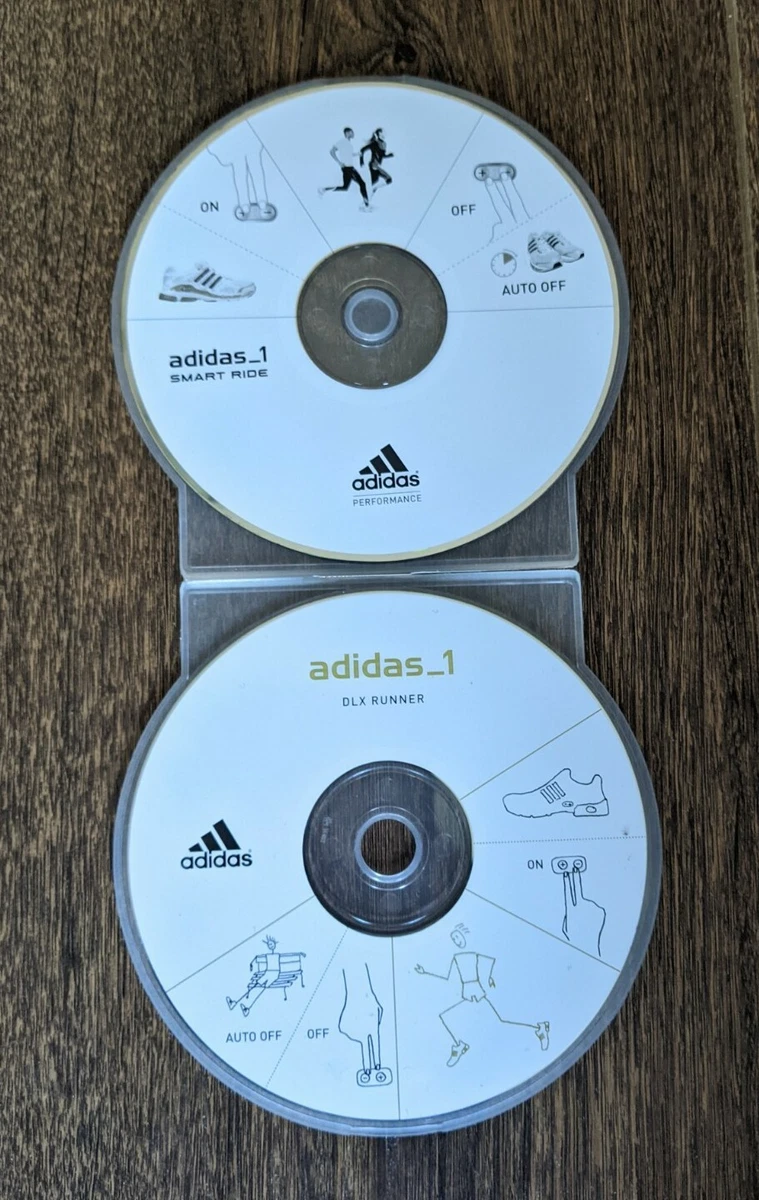 ON
OFF
AUTO OFF
adidas_1
SMART RIDE
adidas
PERFORMANCE
adidas_1
DLX RUNNER
adidas
ON
AUTO OFF
OFF